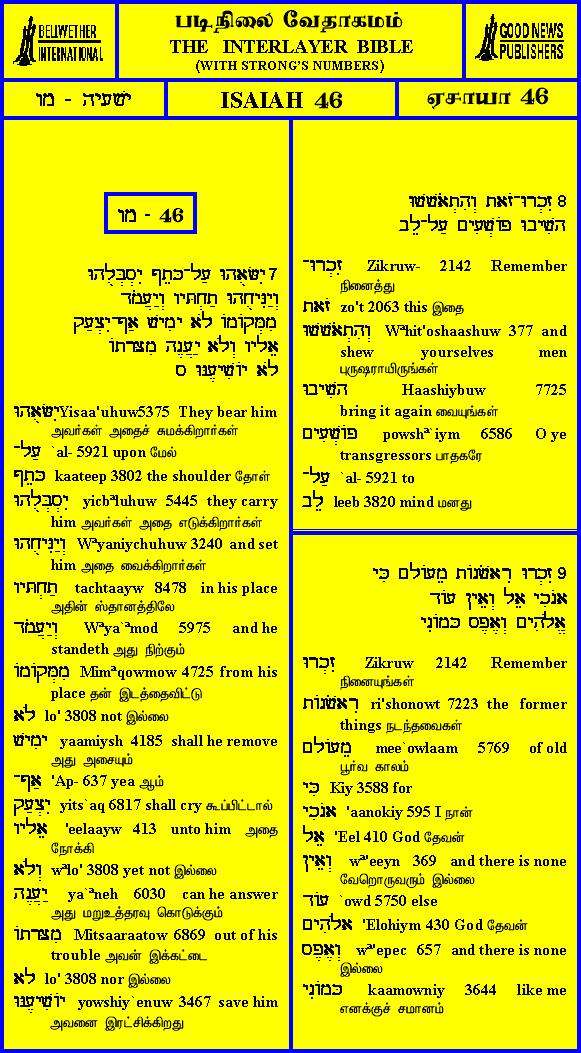 BELLWETHER
INTERNATIONAL
படிநிலை வேதாகமம்
THE INTERLAYER BIBLE
(WITH STRONG'S NUMBERS)
GOOD NEWS
PUBLISHERS
ישעיה - מו
ISAIAH 46
ஏசாயா 46
מו - 46
7 יִשָּׂאֻהוּ עַל־כָּתֵף יִסְבְּלֻהוּ
וְיַנִּיחֻהוּ תַחְתָּיו וְיַעֲמֹד
מִמְּקוֹמוֹ לֹא יָמִישׁ אַף־יִצְעַק
אֵלָיו וְלֹא יַעֲנֶה מִצָּרָתוֹ
לֹא יוֹשִׁיעֶנּוּ ס
יִשָּׂאֻהוּ Yisaa'uhuw5375 They bear him
அவர்கள் அதைச் சுமக்கிறார்கள்
עַל־ `al- 5921 upon மேல்
כָּתֵף kaateep 3802 the shoulder தோள்
יִסְבְּלֻהוּ yicbªluhuw 5445 they carry
him அவர்கள் அதை எடுக்கிறார்கள்
וְיַנִּיחֻהוּ Wªyaniychuhuw 3240 and set
him அதை வைக்கிறார்கள்
תַחְתָּיו tachtaayw 8478 in his place
அதின் ஸ்தானத்திலே
וְיַעֲמֹד Wªya`ªmod 5975 and he
standeth அது நிற்கும்
מִמְּקוֹמוֹ Mimªqowmow 4725 from his
place தன் இடத்தைவிட்டு
לֹא lo' 3808 not இல்லை
יָמִישׁ yaamiysh 4185 shall he remove
அது அசையும்
אַף־ 'Ap- 637 yea ஆம்
יִצְעַק yits`aq 6817 shall cry கூப்பிட்டால்
אֵלָיו 'eelaayw 413 unto him அதை
நோக்கி
וְלֹא wªlo' 3808 yet not இல்லை
יַעֲנֶה ya`ªneh 6030 can he answer
அது மறுஉத்தரவு கொடுக்கும்
מִצָּרָתוֹ Mitsaaraatow 6869 out of his
trouble அவன் இக்கட்டை
לֹא lo' 3808 nor இல்லை
יוֹשִׁיעֶנּוּ yowshiy`enuw 3467 save him
அவனை இரட்சிக்கிறது
8 זִכְרוּ־זֹאת וְהִתְאֹשָׁשׁוּ
הָשִׁיבוּ פוֹשְׁעִים עַל־לֵב
זִכְרוּ־ Zikruw- 2142 Remember
நினைத்து
זֹאת zo't 2063 this இதை
וְהִתְאֹשָׁשׁוּ Wªhit'oshaashuw 377 and
shew yourselves men
புருஷராயிருங்கள்
הָשִׁיבוּ Haashiybuw 7725
bring it again வையுங்கள்
פוֹשְׁעִים powshª`iym 6586 O ye
transgressors பாதகரே
עַל־ `al- 5921 to
לֵב leeb 3820 mind மனது
9 זִכְרוּ רִאשֹׁנוֹת מֵעוֹלָם כִּי
אָנֹכִי אֵל וְאֵין עוֹד
אֱלֹהִים וְאֶפֶס כָּמוֹנִי
זִכְרוּ Zikruw 2142 Remember
நினையுங்கள்
רִאשֹׁנוֹת ri'shonowt 7223 the former
things நடந்தவைகள்
מֵעוֹלָם mee`owlaam 5769 of old
பூர்வ காலம்
כִּי Kiy 3588 for
אָנֹכִי 'aanokiy 595 I நான்
אֵל 'Eel 410 God தேவன்
וְאֵין wª'eeyn 369 and there is none
வேறொருவரும் இல்லை
עוֹד `owd 5750 else
אֱלֹהִים 'Elohiym 430 God தேவன்
וְאֶפֶס wª'epec 657 and there is none
இல்லை
כָּמוֹנִי kaamowniy 3644 like me
எனக்குச் சமானம்